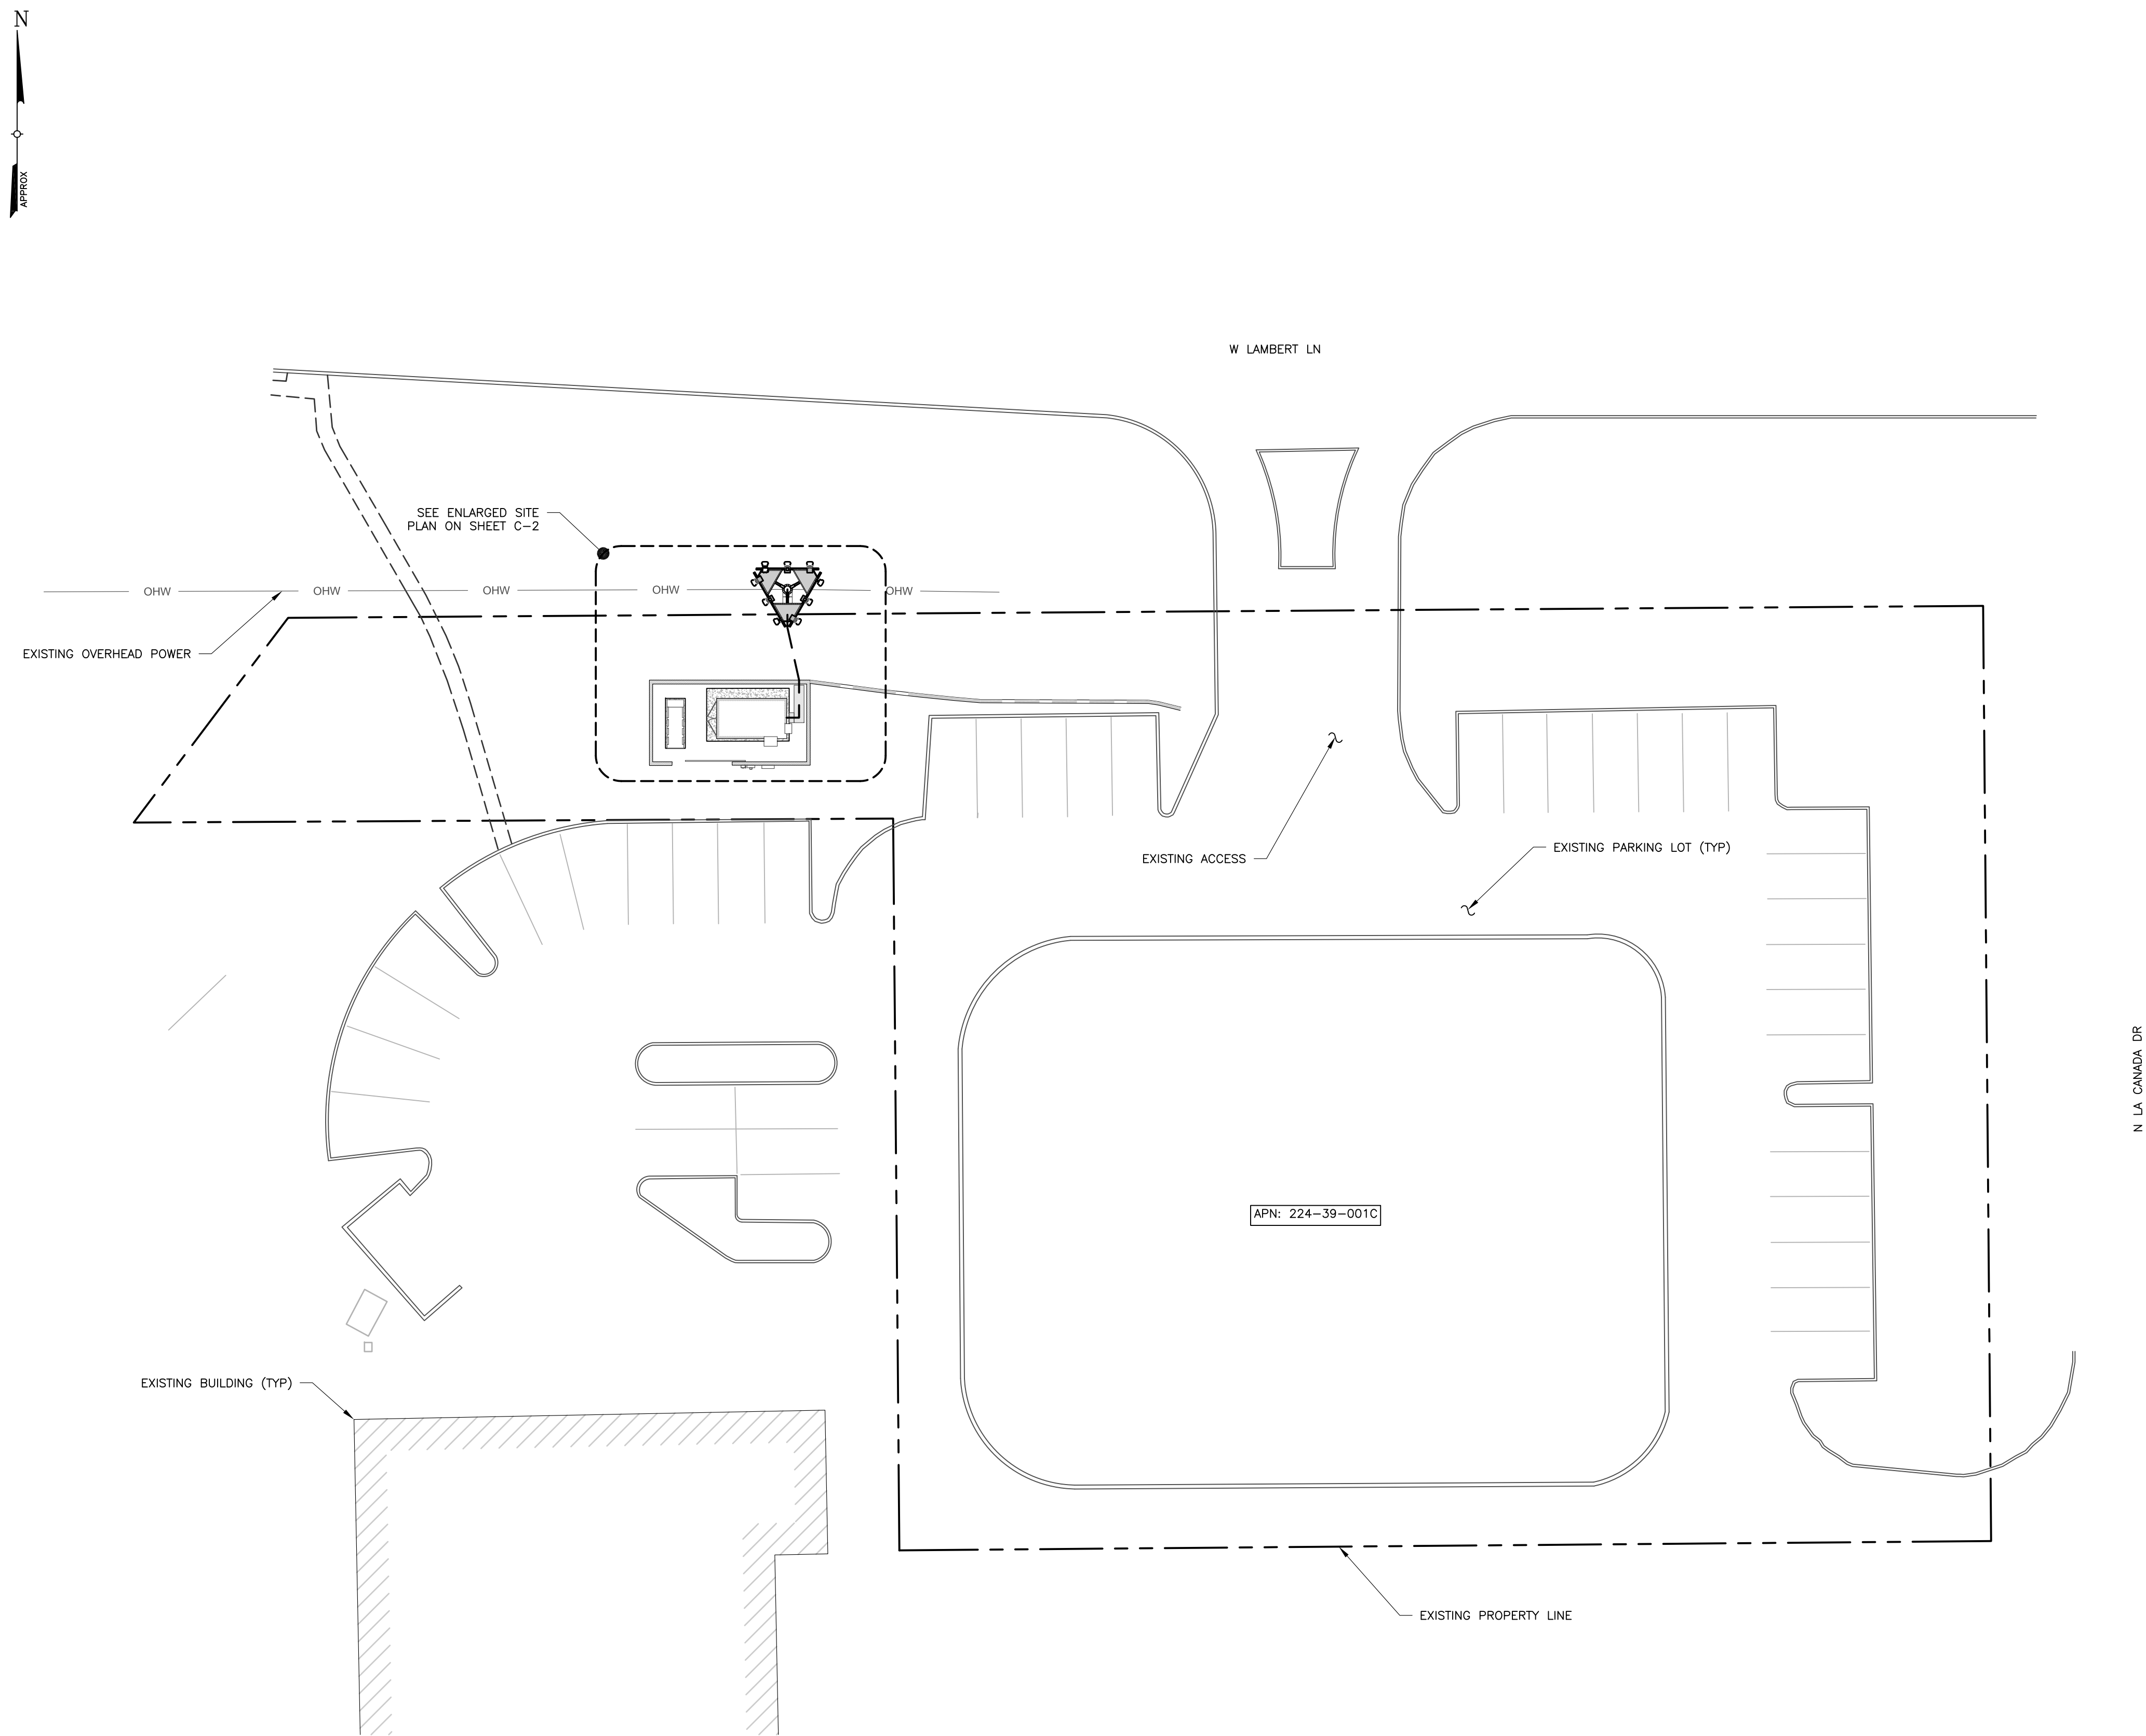 N
APPROX
W LAMBERT LN
SEE ENLARGED SITE
PLAN ON SHEET C-2
OHW
OHW
OHW
OHW
OHW
EXISTING OVERHEAD POWER
EXISTING ACCESS
EXISTING PARKING LOT (TYP)
N LA CANADA DR
APN: 224-39-001C
EXISTING BUILDING (TYP)
EXISTING PROPERTY LINE